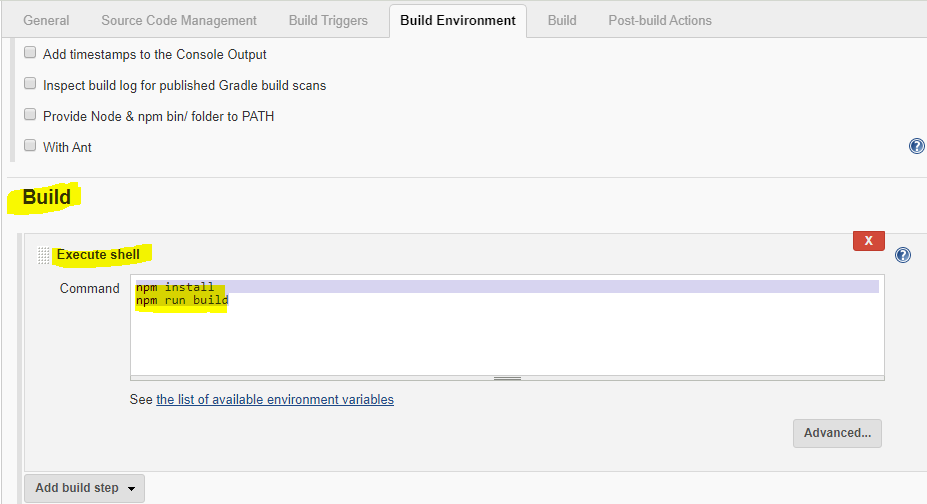 General Source Code Management Build Triggers Build Environment Build Post-build Actions
Add timestamps to the Console Output
Inspect build log for published Gradle build scans
Provide Node & npm bin/ folder to PATH
With Ant
?
Build
X
Execute shell
?
Command
npm install
npm run build
See the list of available environment variables
Advanced...
Add build step